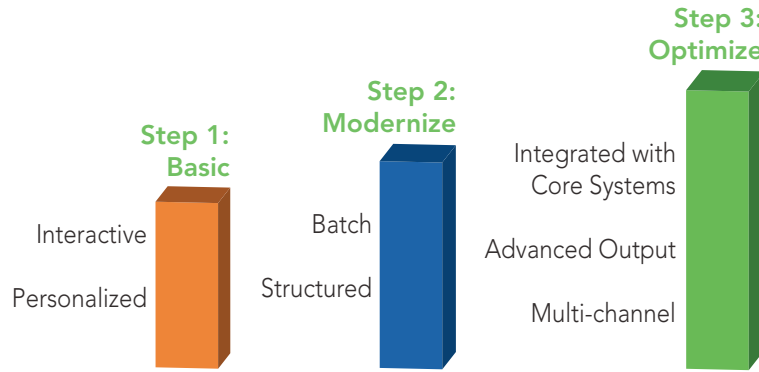 Step 1:
Basic
Interactive
Personalized
Step 2:
Modernize
Batch
Structured
Step 3:
Optimize
Integrated with
Core Systems
Advanced Output
Multi-channel